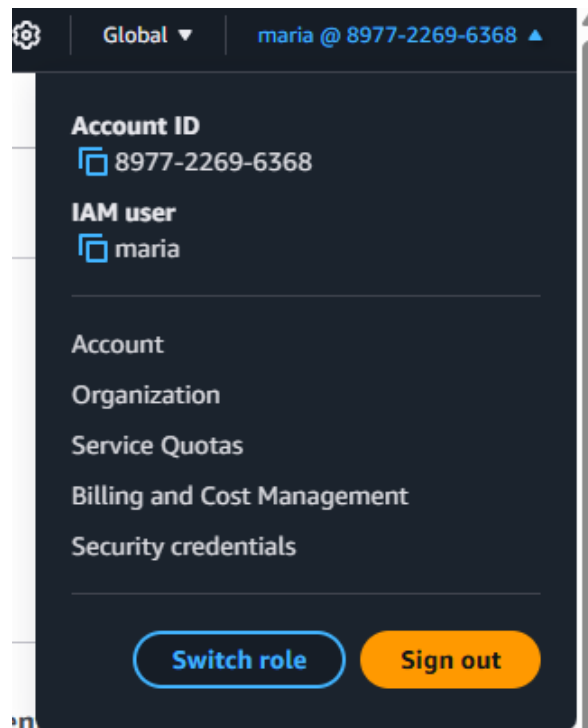 Global ▼
maria @ 8977-2269-6368 ▲
Account ID
8977-2269-6368
IAM user
maria
Account
Organization
Service Quotas
Billing and Cost Management
Security credentials
Switch role
Sign out
en